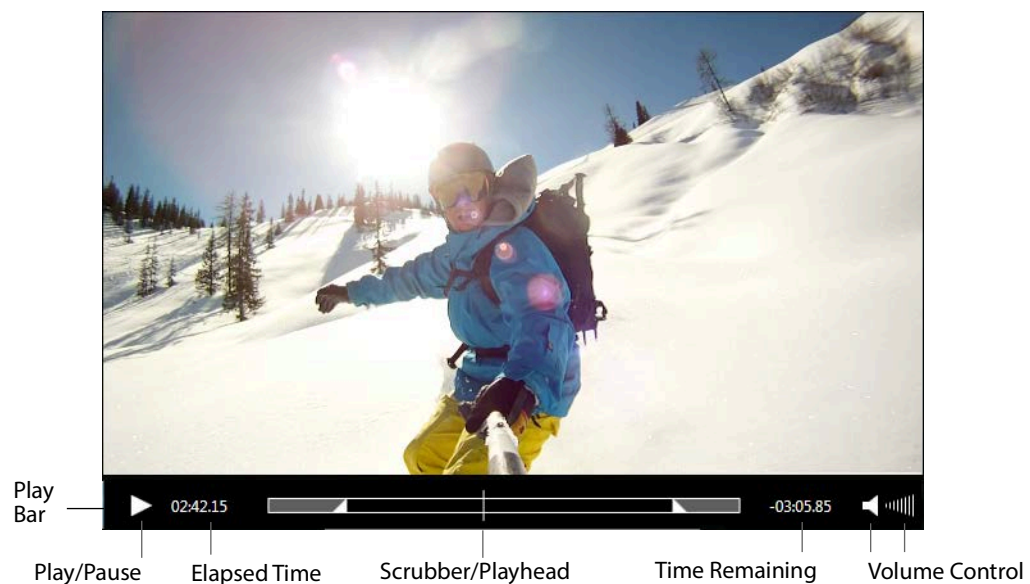 Play
Bar
02:42.15
-03:05.85
Play/Pause
Elapsed Time
Scrubber/Playhead
Time Remaining
Volume Control